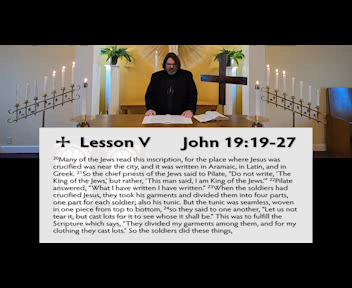 ☩ Lesson V John 19:19-27
²⁰Many of the Jews read this inscription, for the place where Jesus was
crucified was near the city, and it was written in Aramaic, in Latin, and in
Greek. ²¹So the chief priests of the Jews said to Pilate, "Do not write, 'The
King of the Jews,' but rather, 'This man said, I am King of the Jews.'" ²²Pilate
answered, "What I have written I have written." ²³When the soldiers had
crucified Jesus, they took his garments and divided them into four parts,
one part for each soldier; also his tunic. But the tunic was seamless, woven
in one piece from top to bottom, ²⁴so they said to one another, "Let us not
tear it, but cast lots for it to see whose it shall be." This was to fulfill the
Scripture which says, "They divided my garments among them, and for my
clothing they cast lots." So the soldiers did these things,